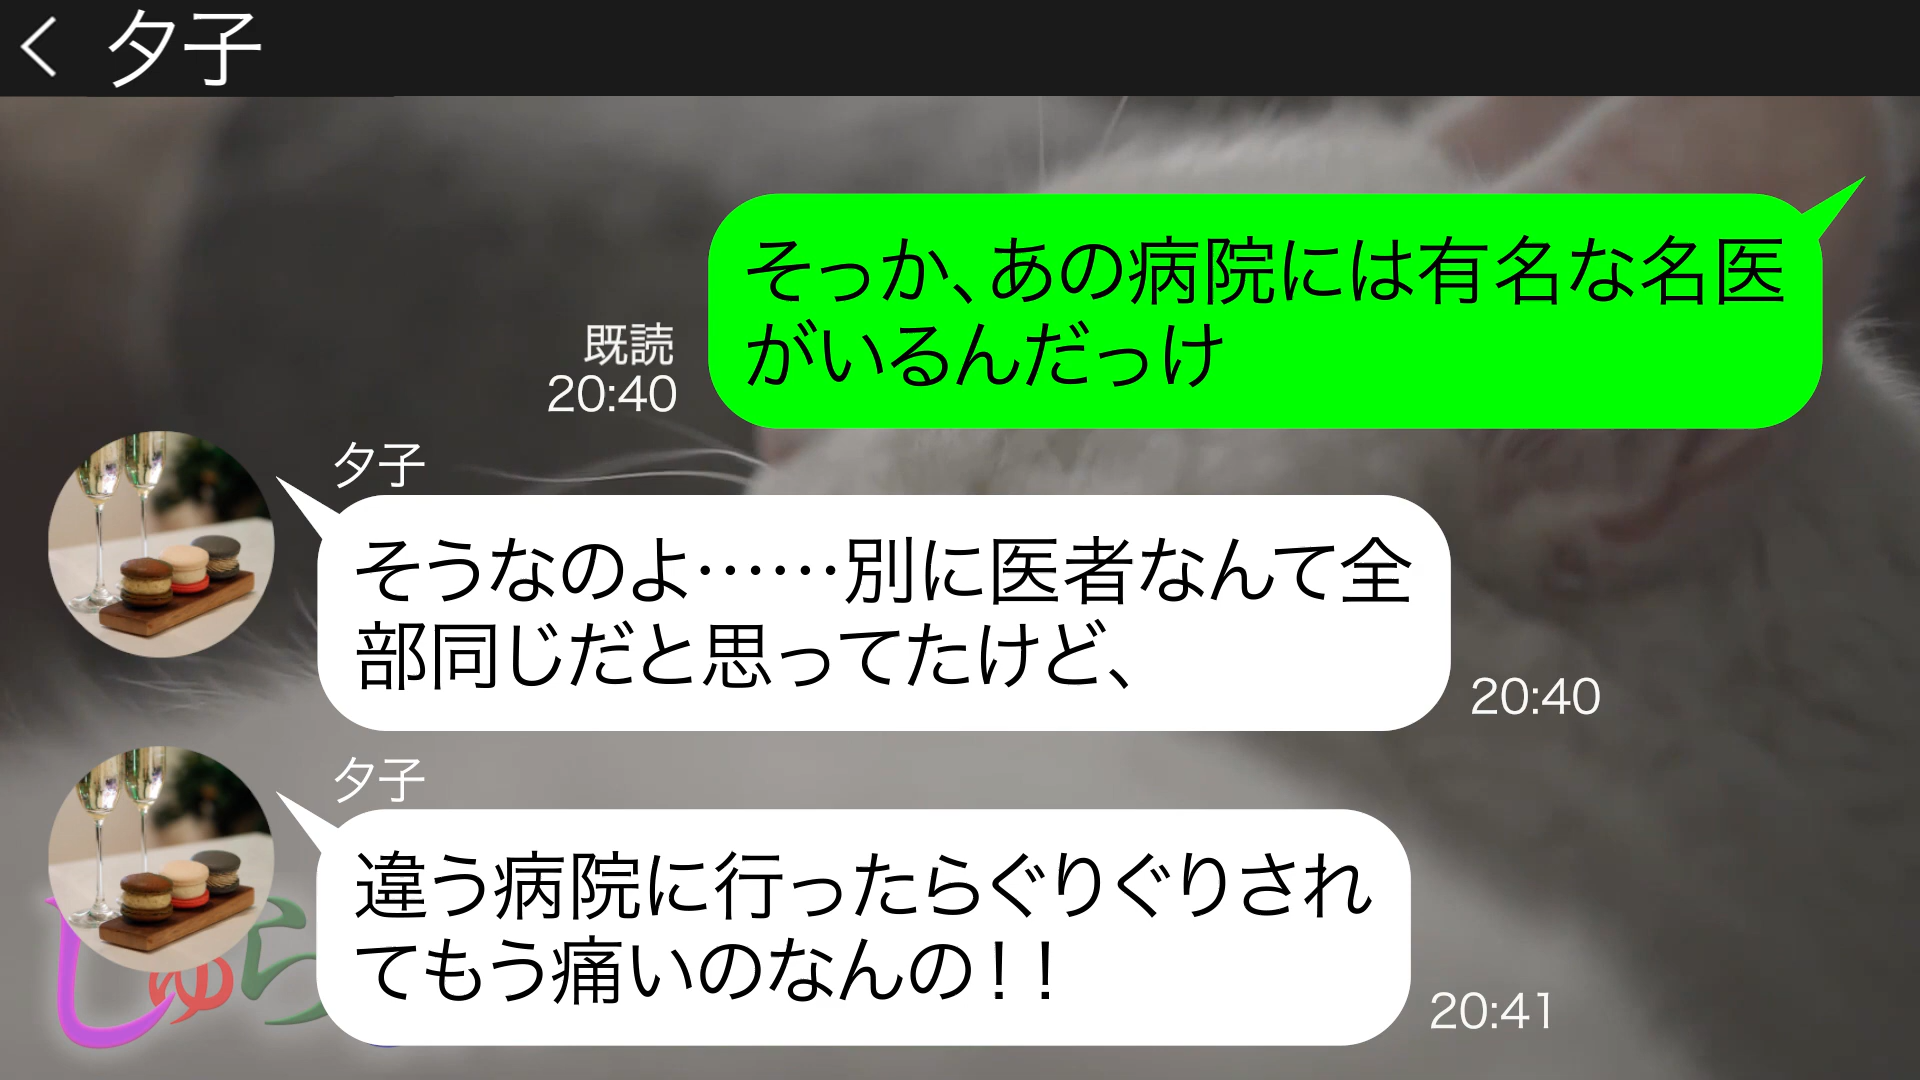 夕子
そっか、あの病院には有名な名医
がいるんだっけ
既読
20:40
夕子
そうなのよ……別に医者なんて全
部同じだと思ってたけど、
20:40
夕子
違う病院に行ったらぐりぐりされ
てもう痛いのなんの！！
20:41
しゅら